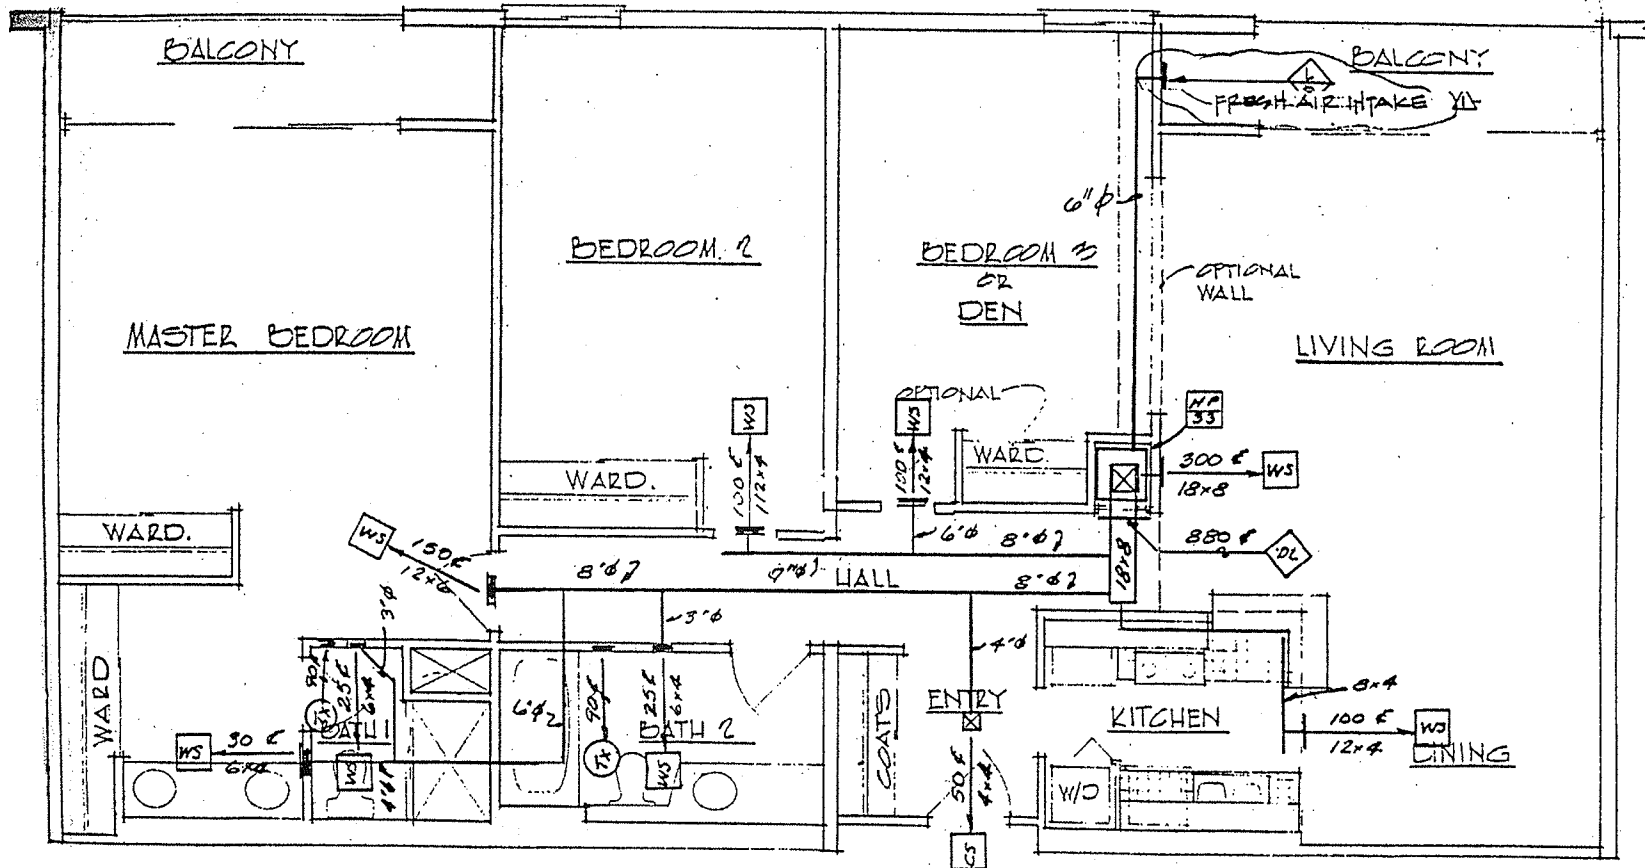 BALCONY
BALCONY
FRESH AIR INTAKE
6"ϕ
BEDROOM 2
BEDROOM 3
OR
DEN
OPTIONAL
WALL
MASTER BEDROOM
LIVING ROOM
OPTIONAL
HP
33
WS
WS
WARD.
WARD.
100 ¢
12x4
100 ¢
12x4
300 ¢
18x8
WS
WARD.
WS
150 ¢
12x6
6"ϕ
8"ϕ
880 ¢
DL
8"ϕ
HALL
8"ϕ
18x8
3"ϕ
3"ϕ
4"ϕ
WARD
90¢
25¢
6x4
TX
BATH 1
6"ϕ
90¢
25¢
6x4
BATH 2
COATS
ENTRY
KITCHEN
8x4
WS
30 ¢
6x4
WS
4"ϕ
TX
WS
50 ¢
4x4
W/D
100 ¢
12x4
WS
DINING
CS